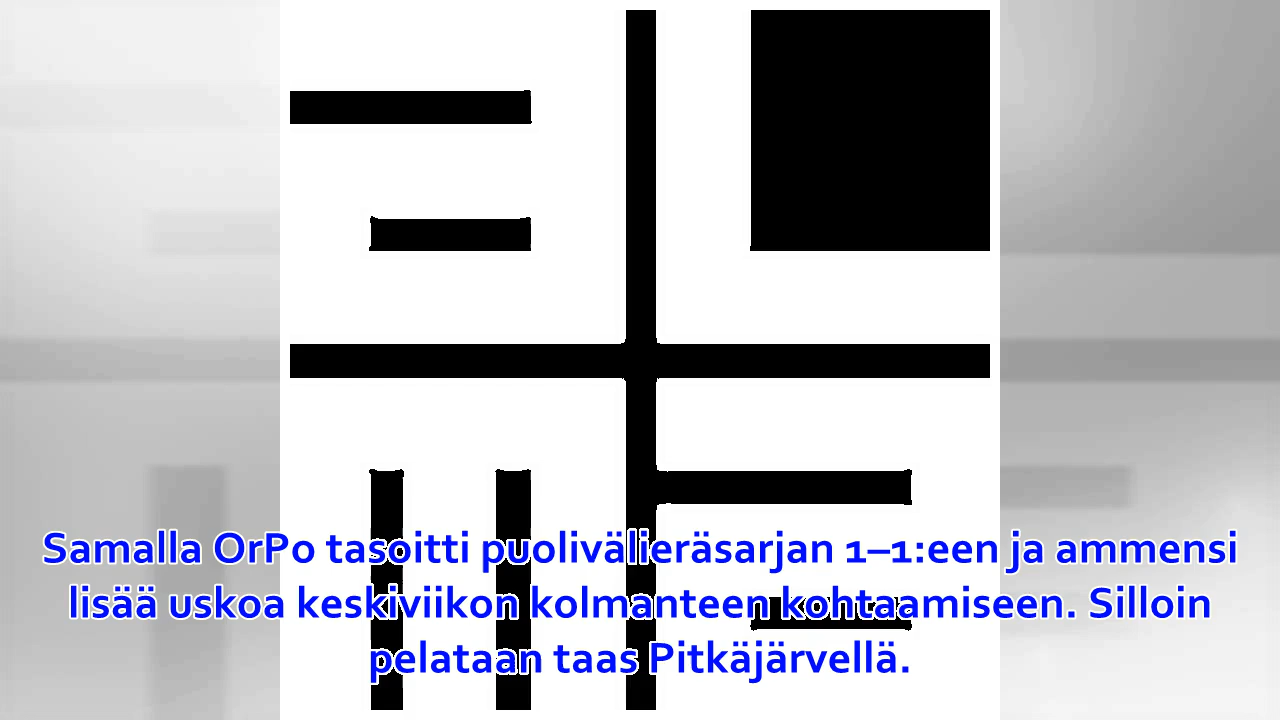 Samalla OrPo tasoitti puolivälieräsarjan 1–1:een ja ammensi
lisää uskoa keskiviikon kolmanteen kohtaamiseen. Silloin
pelataan taas Pitkäjärvellä.